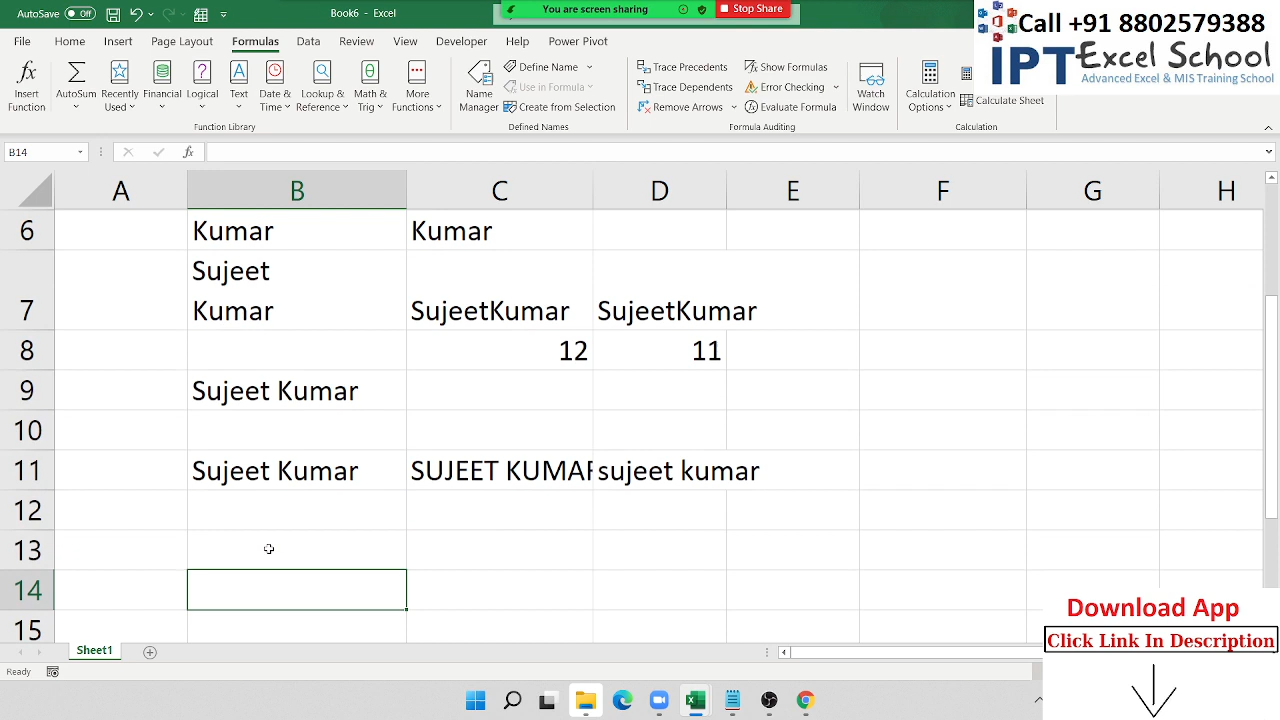 AutoSave Off Book6 - Excel You are screen sharing Stop Share
Call +91 8802579388
IPT Excel School
Advanced Excel & MIS Training School
File Home Insert Page Layout Formulas Data Review View Developer Help Power Pivot
Insert Function
AutoSum
Recently Used
Financial
Logical
Text
Date & Time
Lookup & Reference
Math & Trig
More Functions
Function Library
Name Manager
Define Name
Use in Formula
Create from Selection
Defined Names
Trace Precedents
Trace Dependents
Remove Arrows
Show Formulas
Error Checking
Evaluate Formula
Formula Auditing
Watch Window
Calculation Options
Calculate Sheet
Calculation
B14 fx
A B C D E F G H
6 Kumar Kumar
Sujeet
7 Kumar SujeetKumar SujeetKumar
8 12 11
9 Sujeet Kumar
10
11 Sujeet Kumar SUJEET KUMAR sujeet kumar
12
13
14
15
Download App
Click Link In Description
Sheet1
Ready